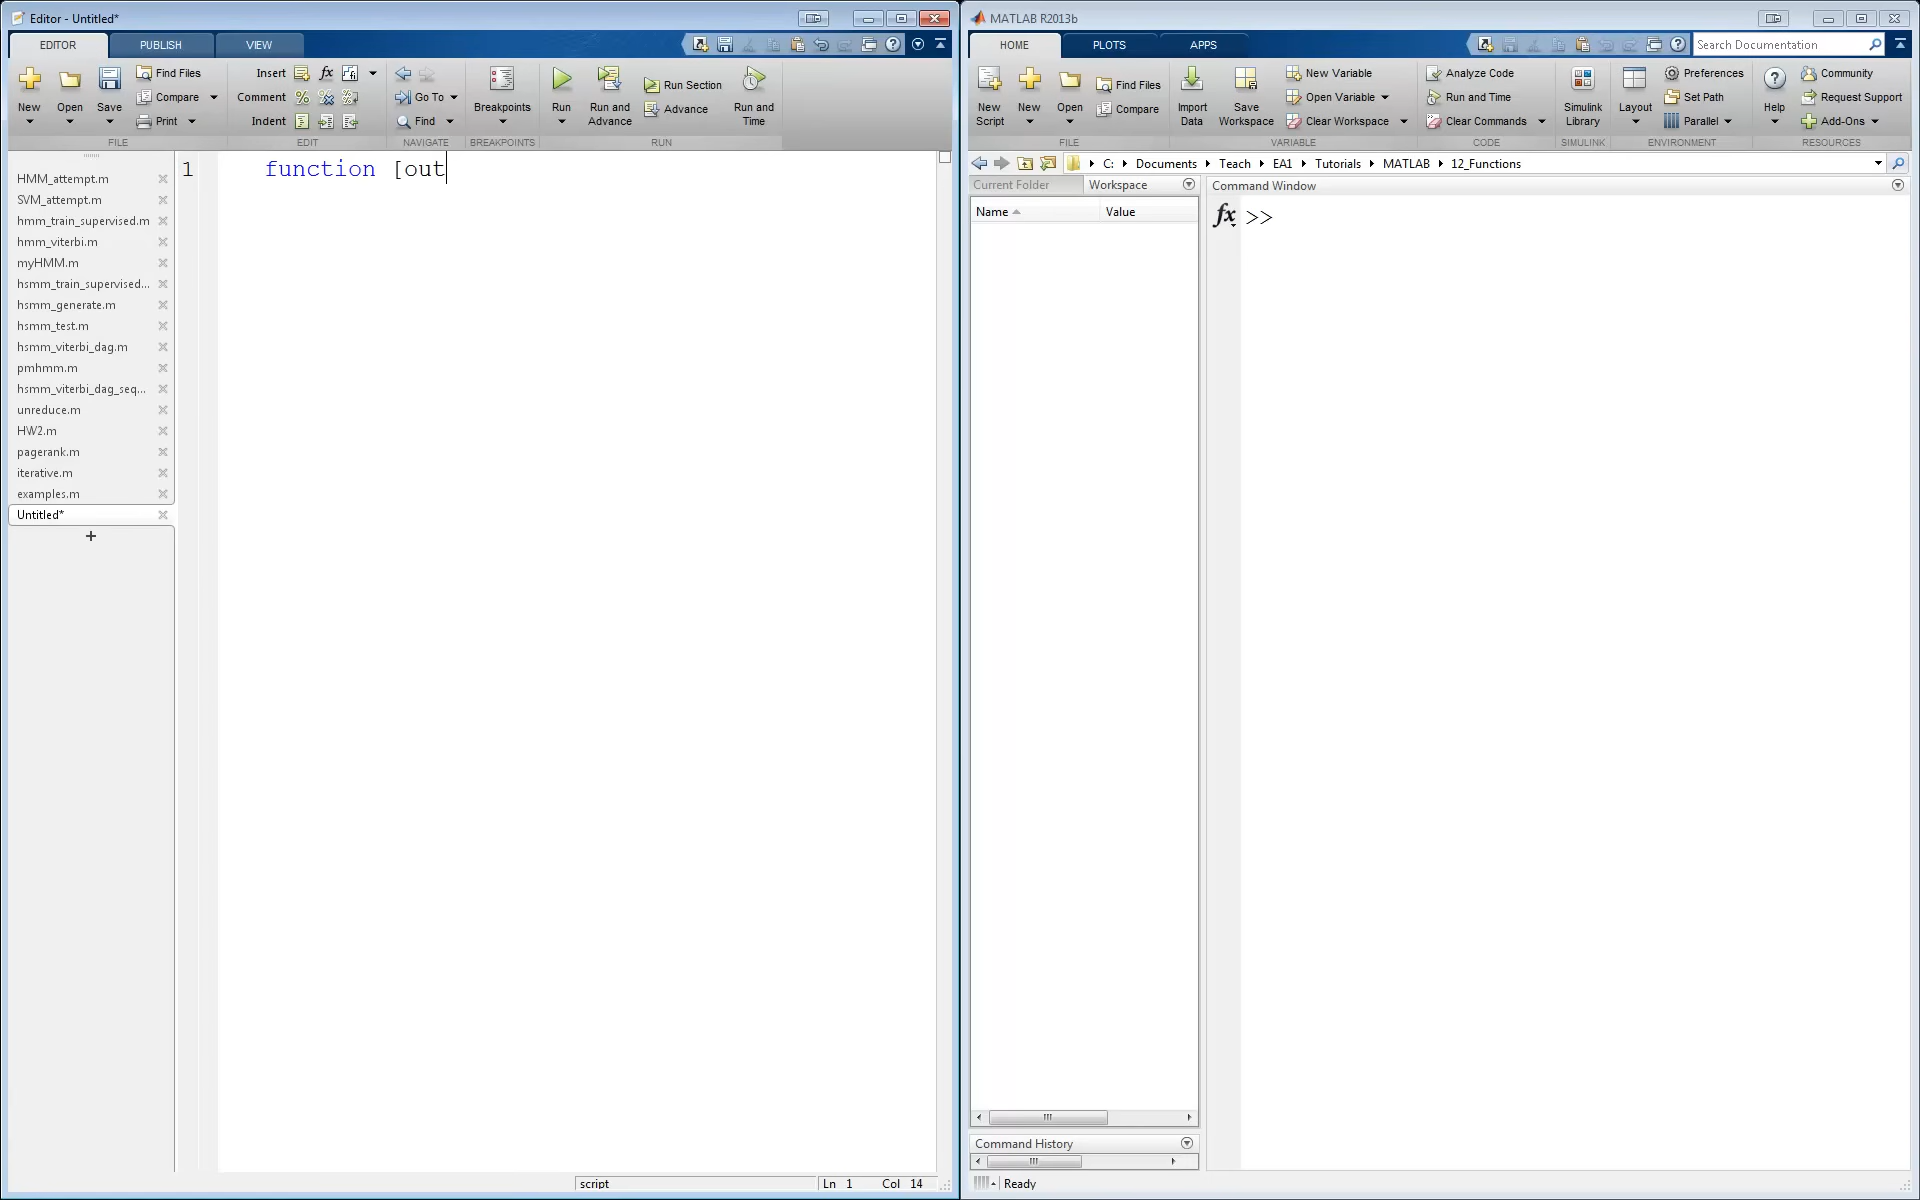 Editor - Untitled*
EDITOR PUBLISH VIEW
New Open Save
Find Files
Compare
Print
FILE
Insert fx
Comment
Indent
EDIT
Go To
Find
NAVIGATE
Breakpoints
BREAKPOINTS
Run
Run and Advance
Run Section
Advance
Run and Time
RUN
HMM_attempt.m
SVM_attempt.m
hmm_train_supervised.m
hmm_viterbi.m
myHMM.m
hsmm_train_supervised...
hsmm_generate.m
hsmm_test.m
hsmm_viterbi_dag.m
pmhmm.m
hsmm_viterbi_dag_seq...
unreduce.m
HW2.m
pagerank.m
iterative.m
examples.m
Untitled*
+
1 function [out
script Ln 1 Col 14
MATLAB R2013b
HOME PLOTS APPS
Search Documentation
New Script
New
Open
Find Files
Compare
FILE
Import Data
Save Workspace
New Variable
Open Variable
Clear Workspace
VARIABLE
Analyze Code
Run and Time
Clear Commands
CODE
Simulink Library
SIMULINK
Layout
Preferences
Set Path
Parallel
ENVIRONMENT
Help
Community
Request Support
Add-Ons
RESOURCES
C: Documents Teach EA1 Tutorials MATLAB 12_Functions
Current Folder Workspace
Name Value
Command Window
fx >>
Command History
Ready